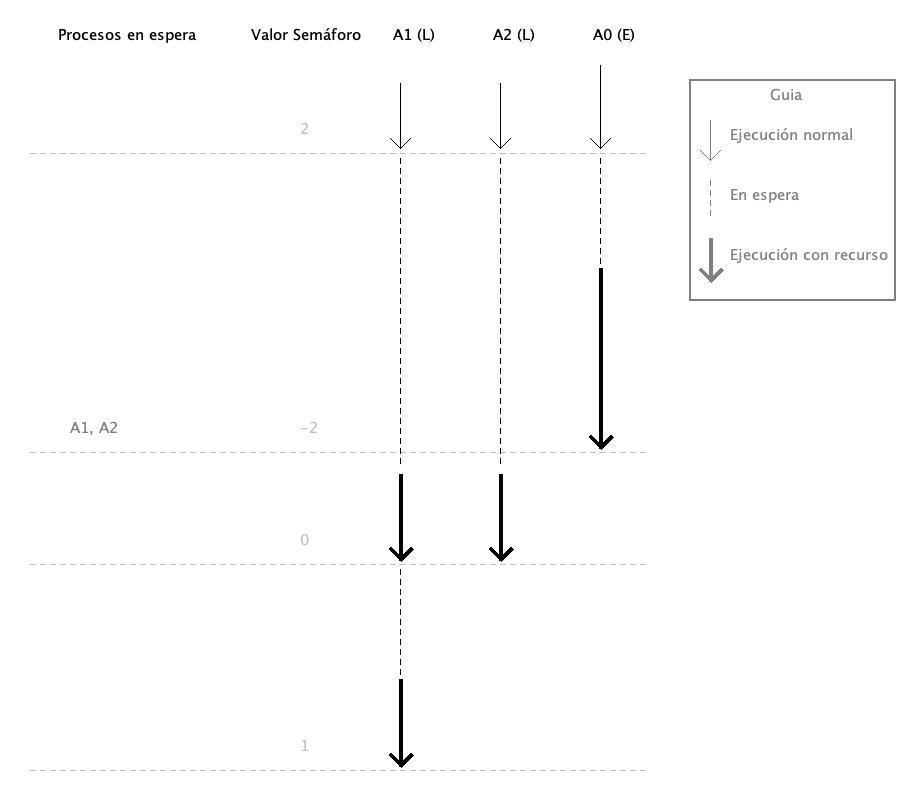 Procesos en espera Valor Semáforo A1 (L) A2 (L) A0 (E)
Guia
2
Ejecución normal
En espera
Ejecución con recurso
A1, A2 -2
0
1